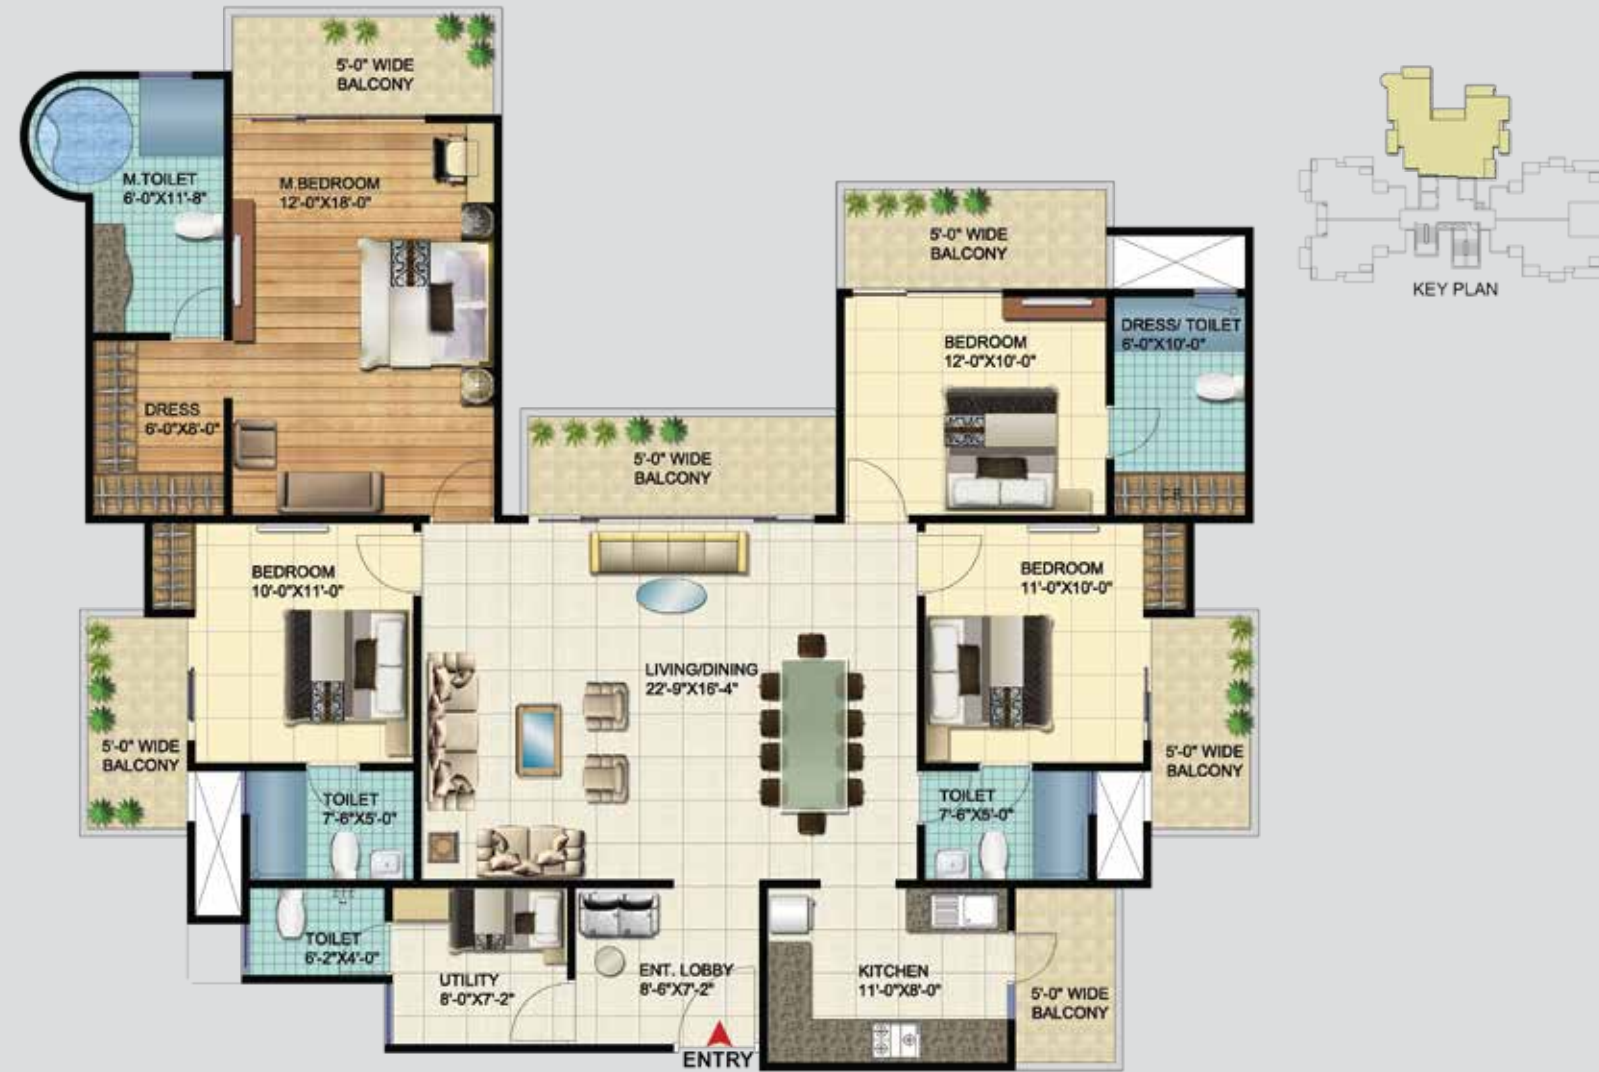 5'-0" WIDE
BALCONY
M.TOILET
6'-0"X11'-8"
M.BEDROOM
12'-0"X18'-0"
5'-0" WIDE
BALCONY
KEY PLAN
DRESS/ TOILET
6'-0"X10'-0"
BEDROOM
12'-0"X10'-0"
DRESS
6'-0"X8'-0"
5'-0" WIDE
BALCONY
BEDROOM
10'-0"X11'-0"
BEDROOM
11'-0"X10'-0"
LIVING/DINING
22'-9"X16'-4"
5'-0" WIDE
BALCONY
5'-0" WIDE
BALCONY
TOILET
7'-6"X5'-0"
TOILET
7'-6"X5'-0"
TOILET
6'-2"X4'-0"
UTILITY
8'-0"X7'-2"
ENT. LOBBY
8'-6"X7'-2"
KITCHEN
11'-0"X8'-0"
5'-0" WIDE
BALCONY
ENTRY